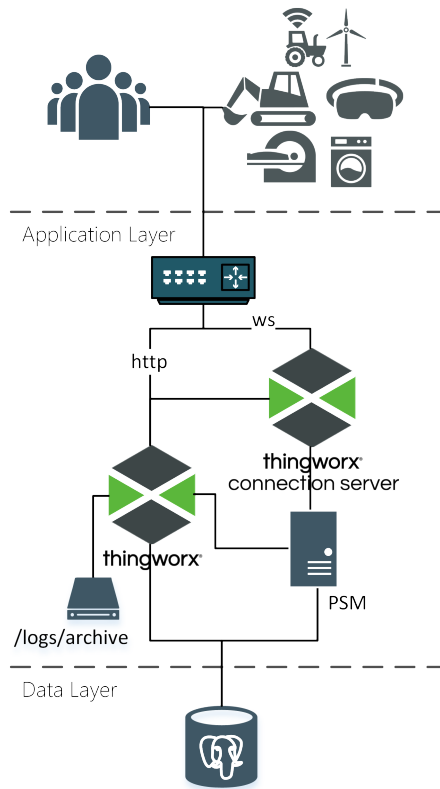 Application Layer
ws
http
thingworx®
connection server
thingworx®
PSM
/logs/archive
Data Layer